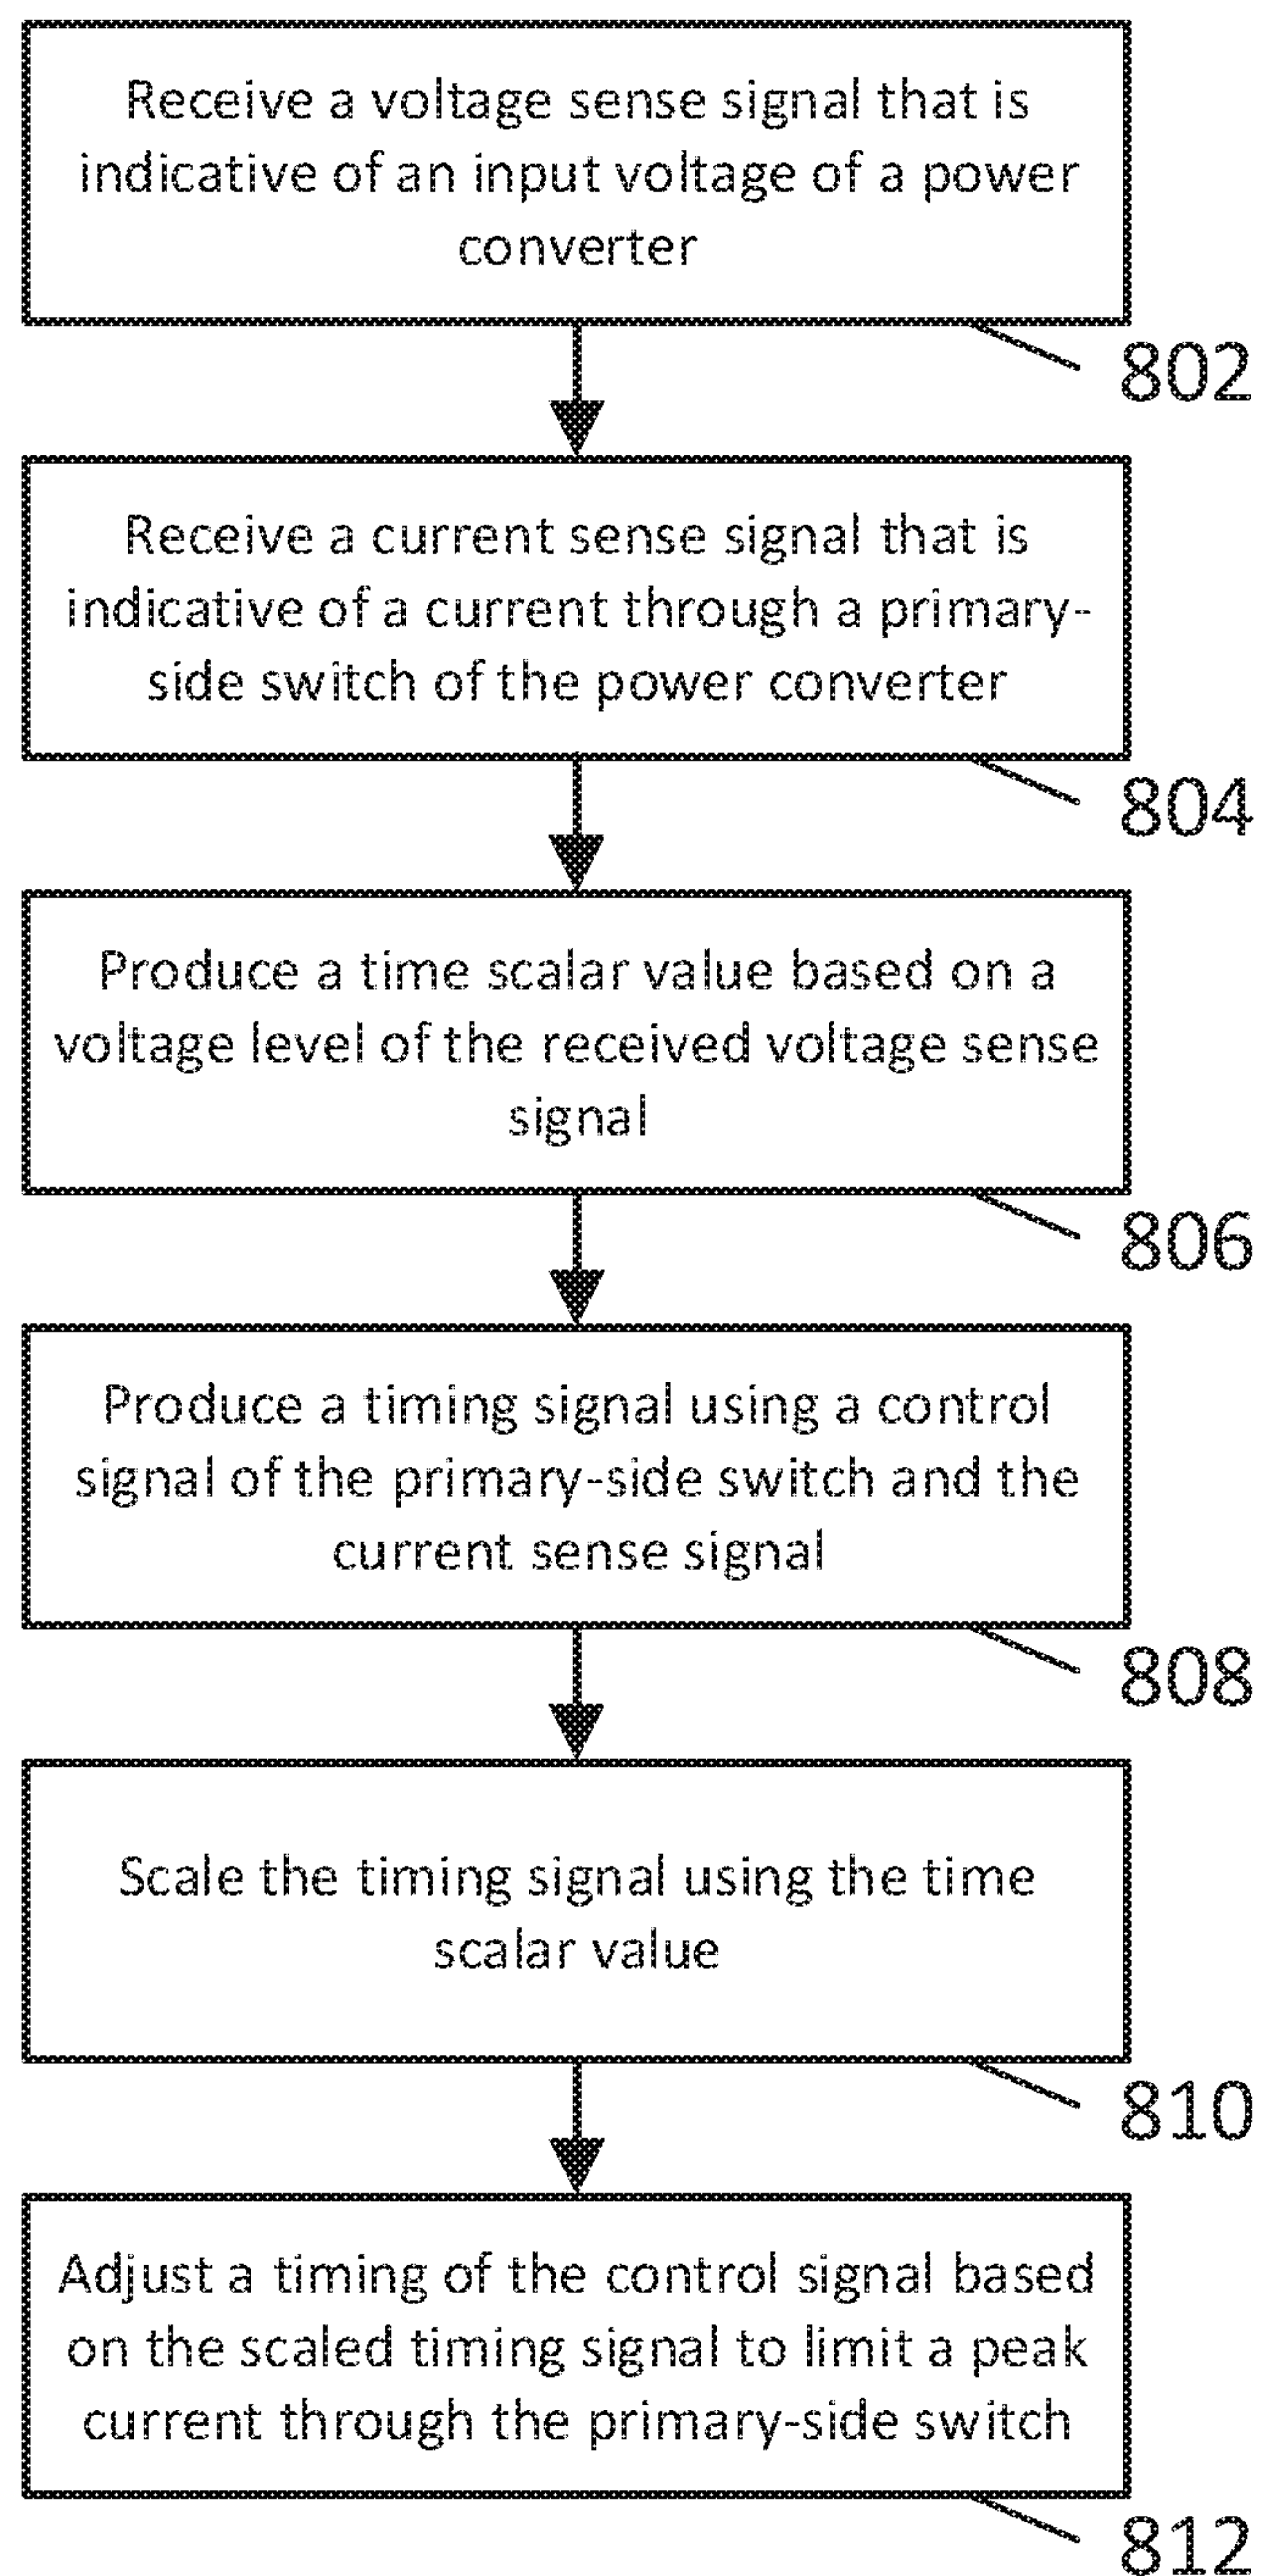 Receive a voltage sense signal that is
indicative of an input voltage of a power
converter
802
Receive a current sense signal that is
indicative of a current through a primary-
side switch of the power converter
804
Produce a time scalar value based on a
voltage level of the received voltage sense
signal
806
Produce a timing signal using a control
signal of the primary-side switch and the
current sense signal
808
Scale the timing signal using the time
scalar value
810
Adjust a timing of the control signal based
on the scaled timing signal to limit a peak
current through the primary-side switch
812